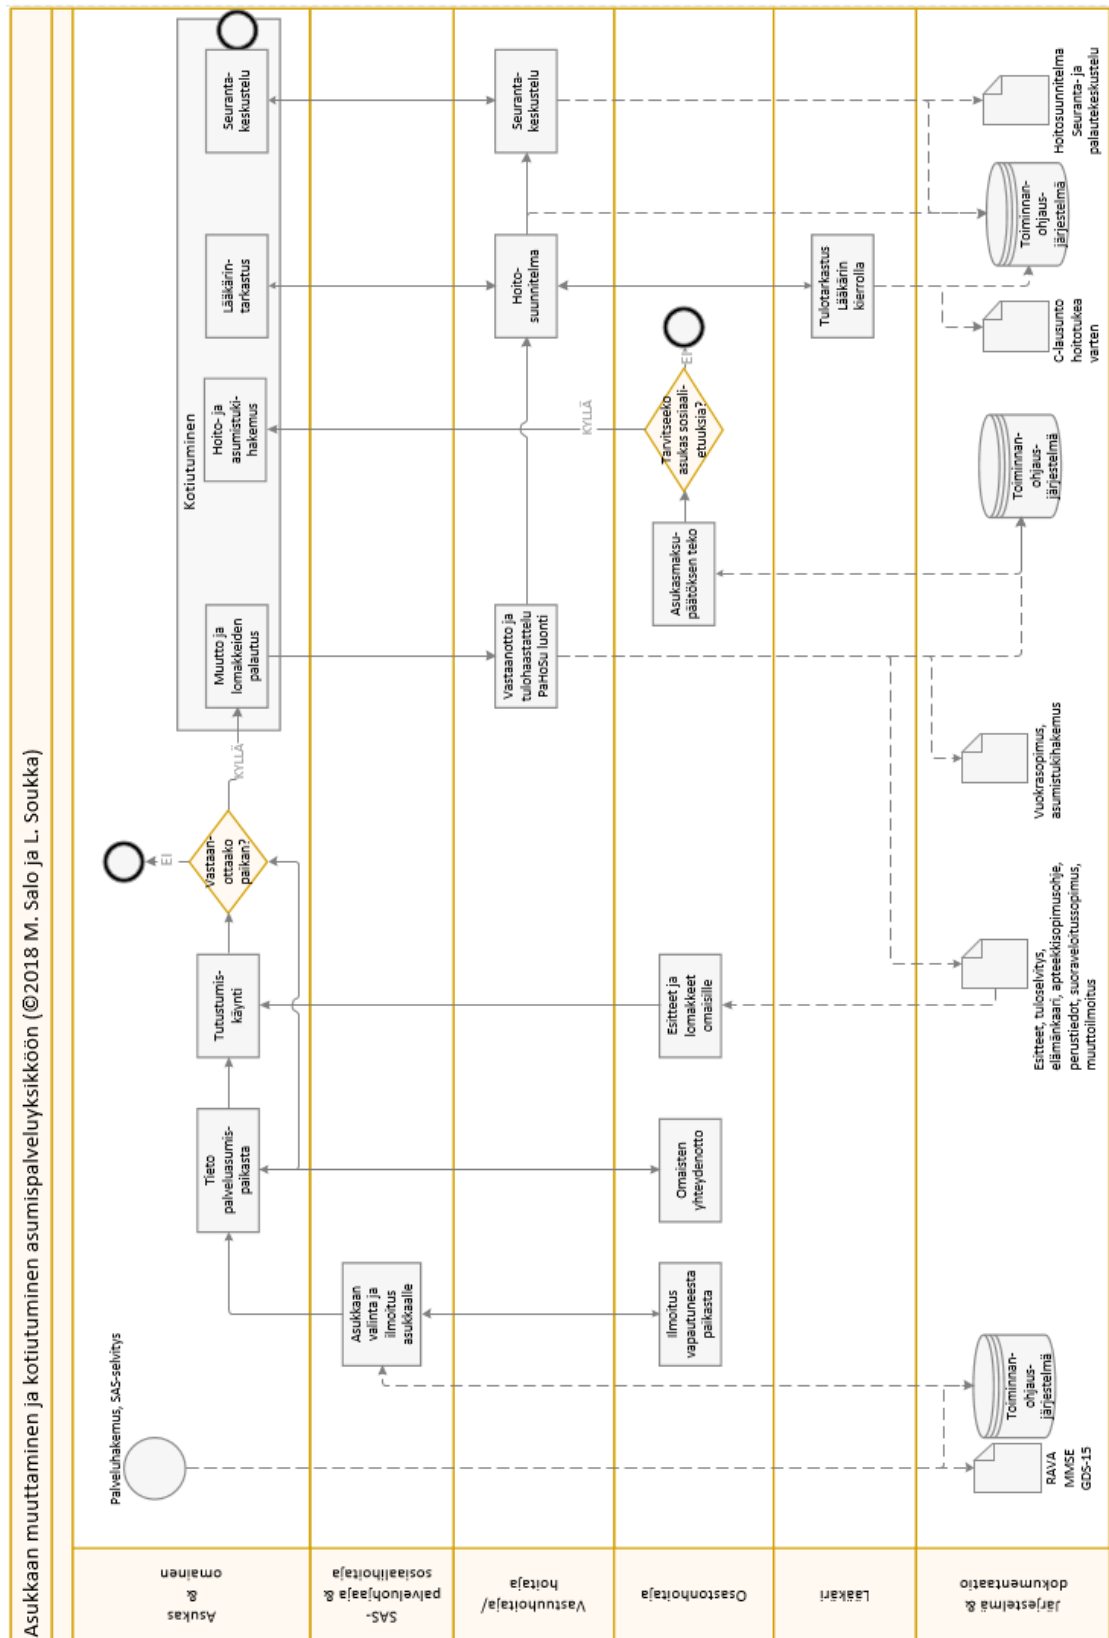 Asukkaan muuttaminen ja kotiutuminen asumispalveluyksikköön (©2018 M. Salo ja L. Soukka)
Asukas
&
omainen
Palveluhakemus, SAS-selvitys
Tieto
palveluasumis-
paikasta
Tutustumis-
käynti
Vastaan-
ottaako
paikan?
EI
KYLLÄ
Kotiutuminen
Muutto ja
lomakkeiden
palautus
Hoito- ja
asumistuki-
hakemus
Lääkärin-
tarkastus
Seuranta-
keskustelu
SAS-
palveluohjaaja &
sosiaalihoitaja
Asukkaan
valinta ja
ilmoitus
asukkaalle
Vastuuhoitaja/
hoitaja
Vastaanotto ja
tulohaastattelu
PaHoSu luonti
Hoito-
suunnitelma
Seuranta-
keskustelu
Osastonhoitaja
Ilmoitus
vapautuneesta
paikasta
Omaisten
yhteydenotto
Esitteet ja
lomakkeet
omaisille
Asukasmaksu-
päätöksen teko
Tarvitseeko
asukas sosiaali-
etuuksia?
KYLLÄ
EI
Lääkäri
Tulotarkastus
Lääkärin
kierrolla
Järjestelmä &
dokumentaatio
RAVA
MMSE
GDS-15
Toiminnan-
ohjaus-
järjestelmä
Esitteet, tuloselvitys,
elämänkaari, apteekkisopimusohje,
perustiedot, suoraveloitussopimus,
muuttoilmoitus
Vuokrasopimus,
asumistukihakemus
Toiminnan-
ohjaus-
järjestelmä
C-lausunto
hoitotukea
varten
Toiminnan-
ohjaus-
järjestelmä
Hoitosuunnitelma
Seuranta- ja
palautekeskustelu